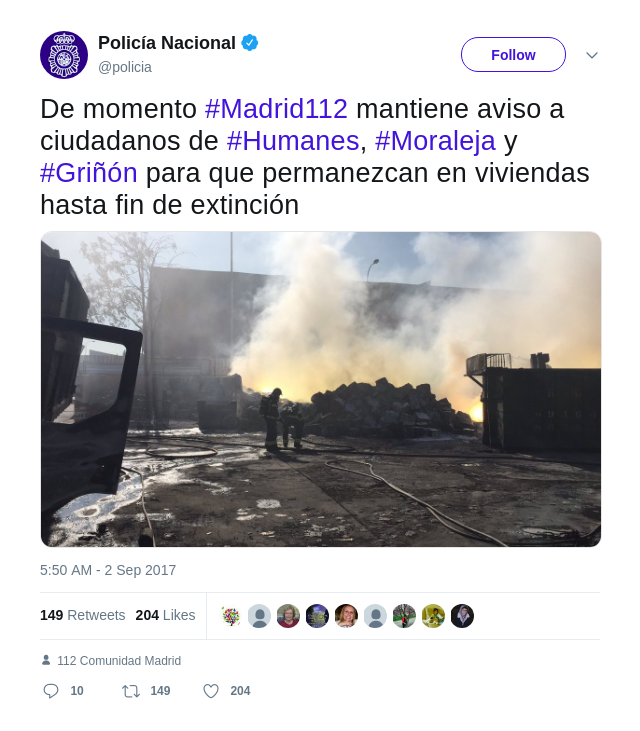 Policía Nacional
@policia
Follow
De momento #Madrid112 mantiene aviso a
ciudadanos de #Humanes, #Moraleja y
#Griñón para que permanezcan en viviendas
hasta fin de extinción
5:50 AM - 2 Sep 2017
149 Retweets 204 Likes
112 Comunidad Madrid
10 149 204